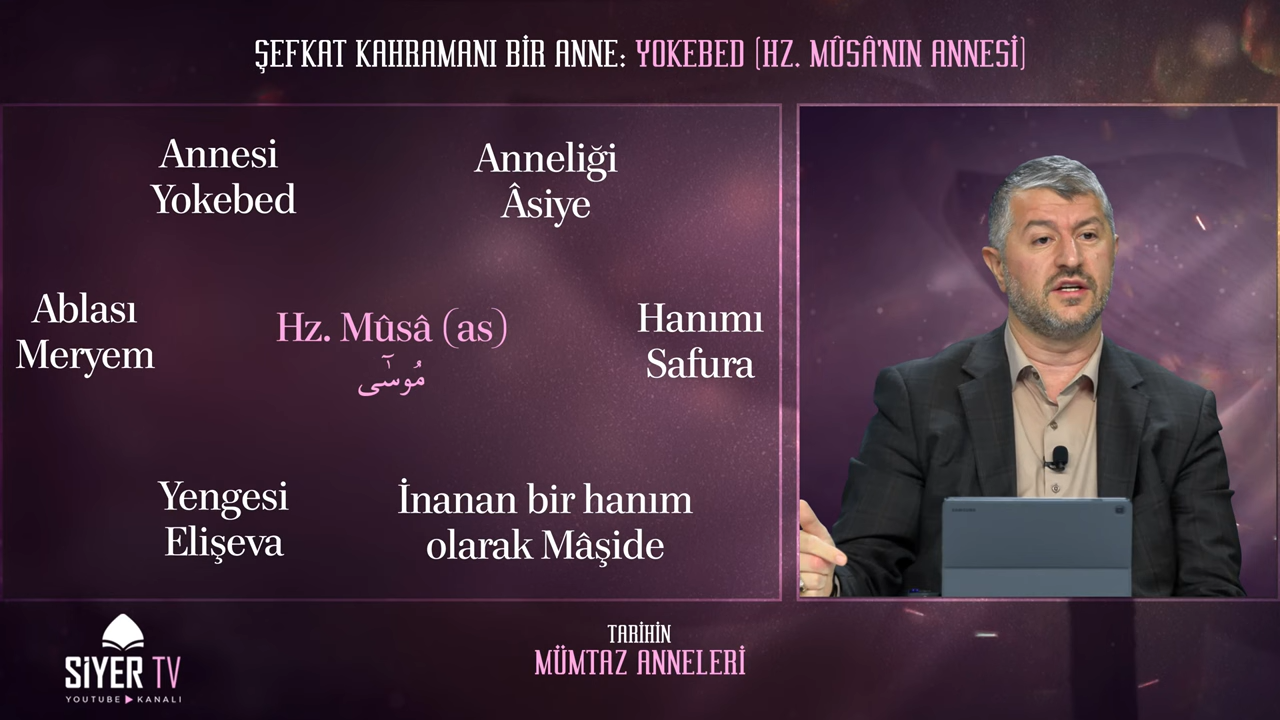 ŞEFKAT KAHRAMANI BİR ANNE: YOKEBED (HZ. MÛSÂ'NIN ANNESİ)
Annesi
Yokebed
Anneliği
Âsiye
Ablası
Meryem
Hz. Mûsâ (as)
مُوسٰٓى
Hanımı
Safura
Yengesi
Elişeva
İnanan bir hanım
olarak Mâşide
SAMSUNG
SİYER TV
YOUTUBE KANALI
TARİHİN
MÜMTAZ ANNELERİ